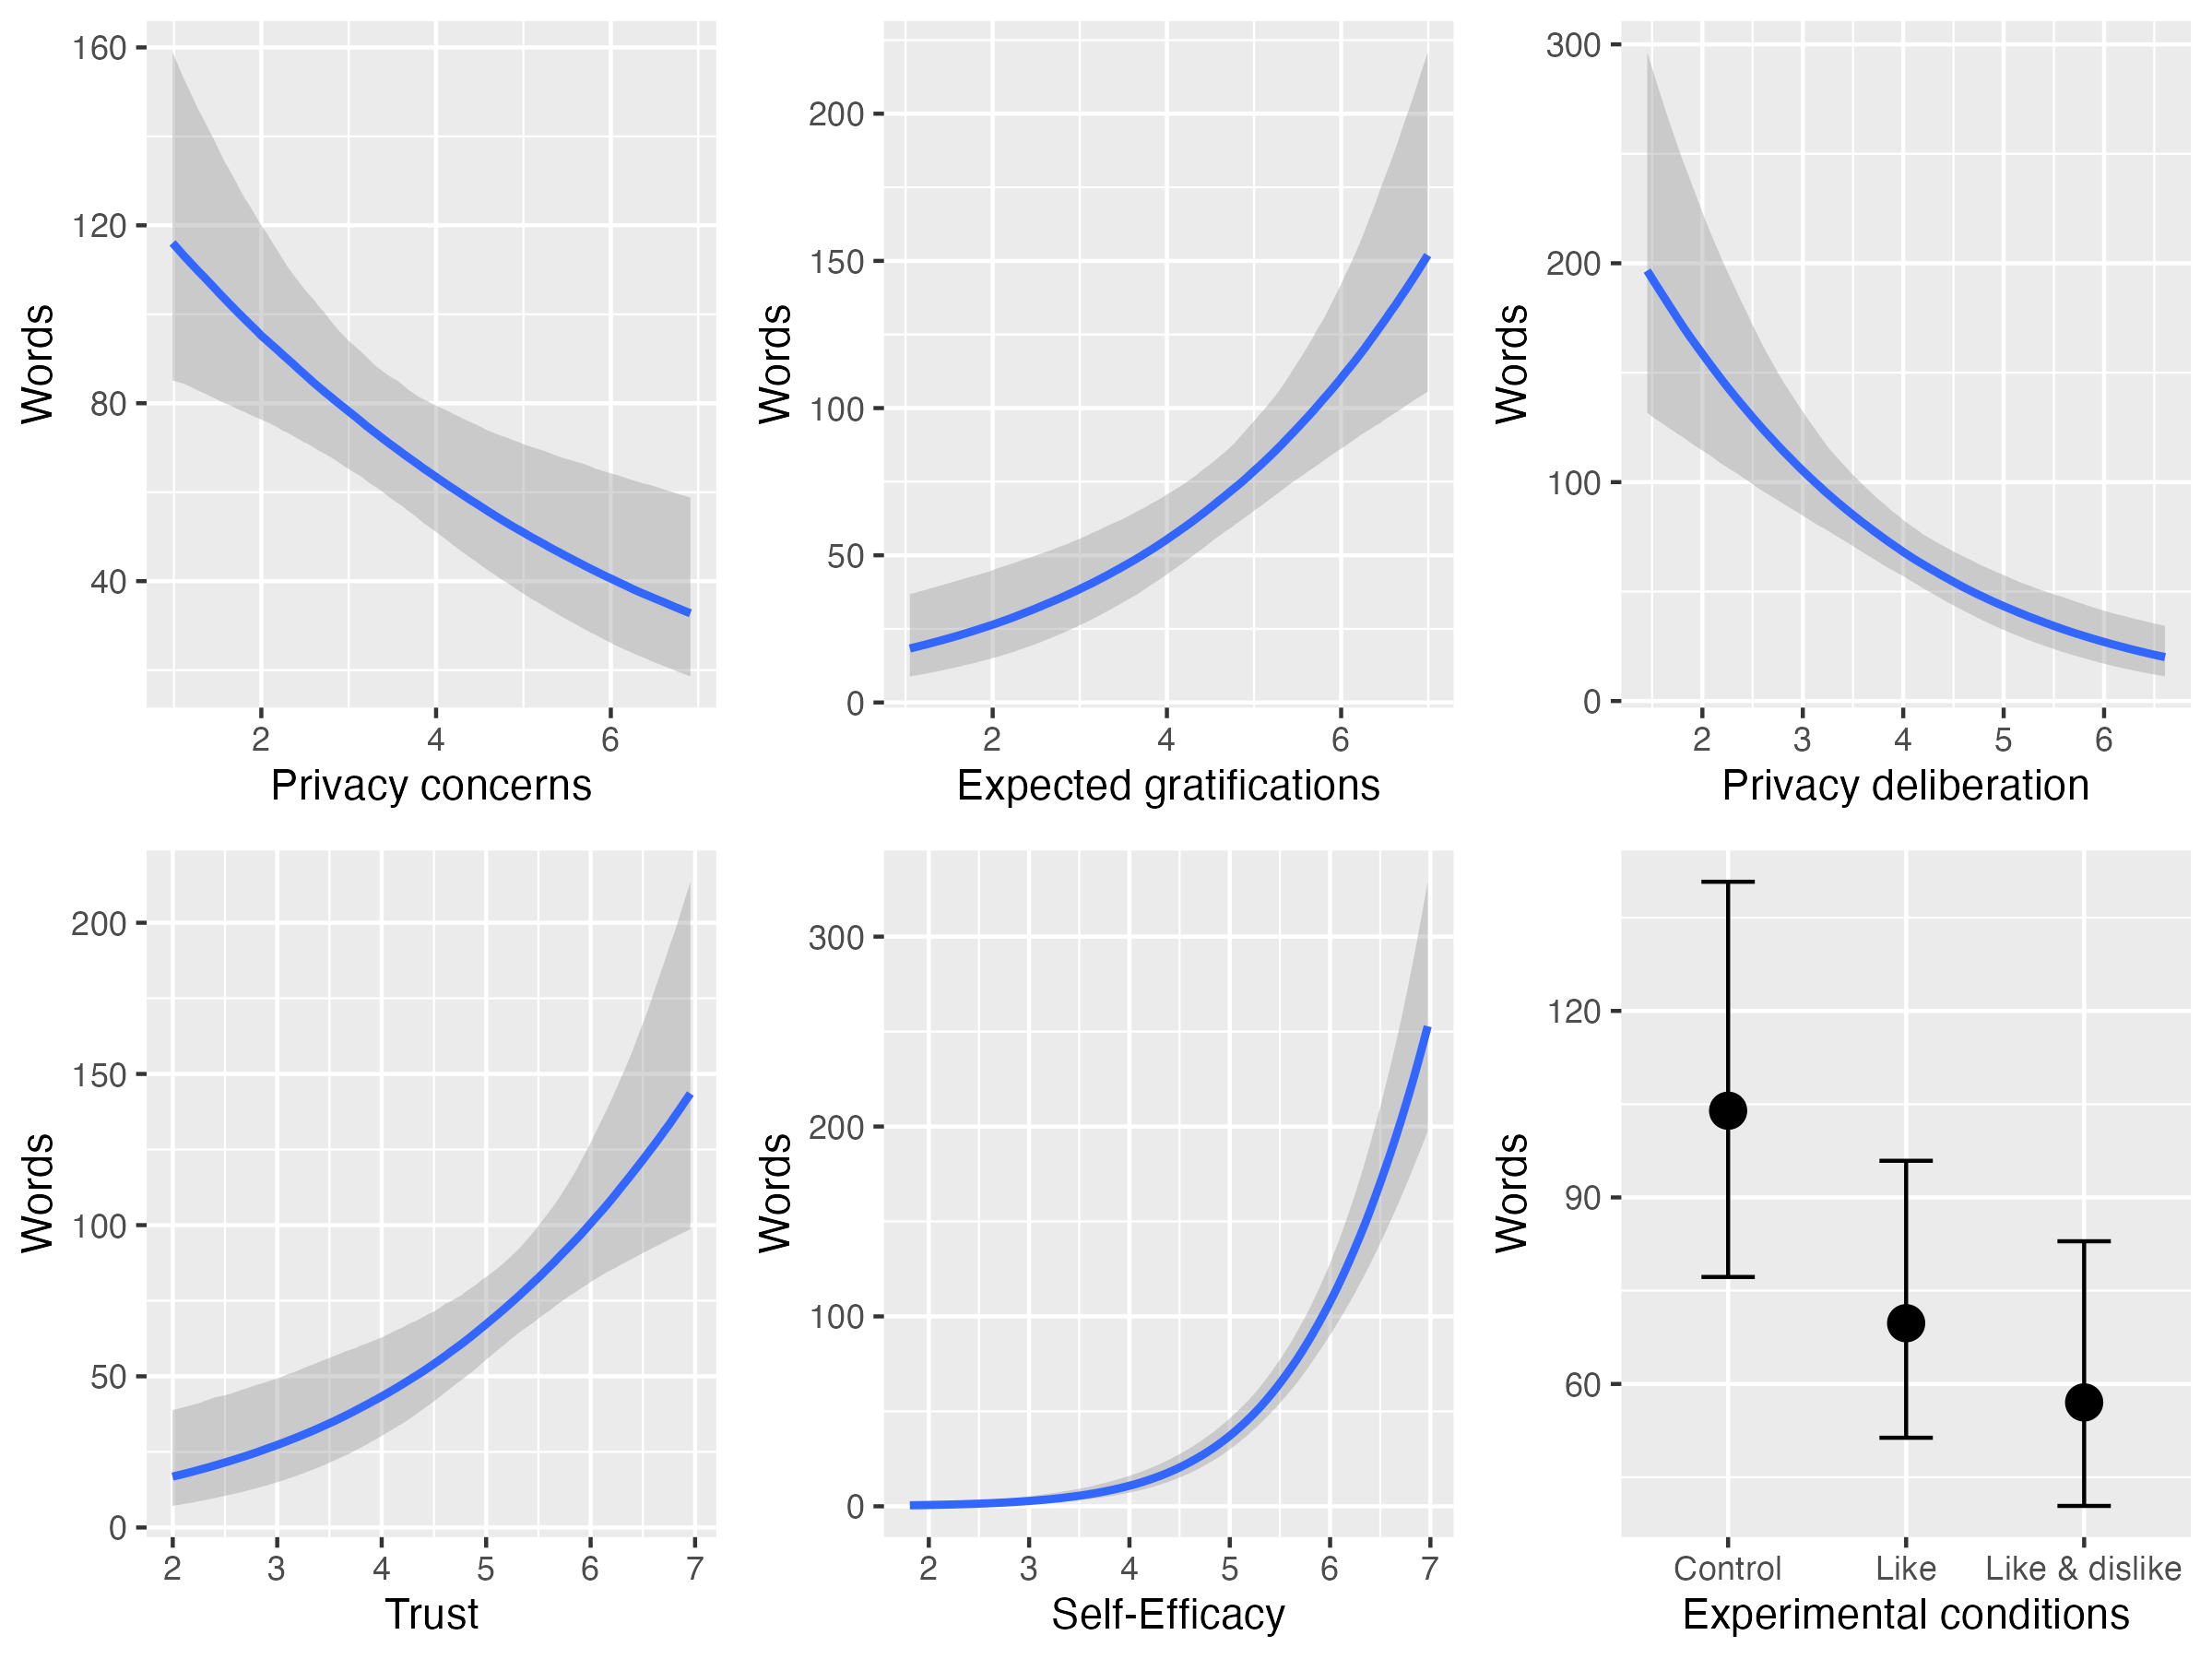 160
120
80
40
Words
2 4 6
Privacy concerns
200
150
100
50
0
Words
2 4 6
Expected gratifications
300
200
100
0
Words
2 3 4 5 6
Privacy deliberation
200
150
100
50
0
Words
2 3 4 5 6 7
Trust
300
200
100
0
Words
2 3 4 5 6 7
Self-Efficacy
120
90
60
Words
Control Like Like & dislike
Experimental conditions